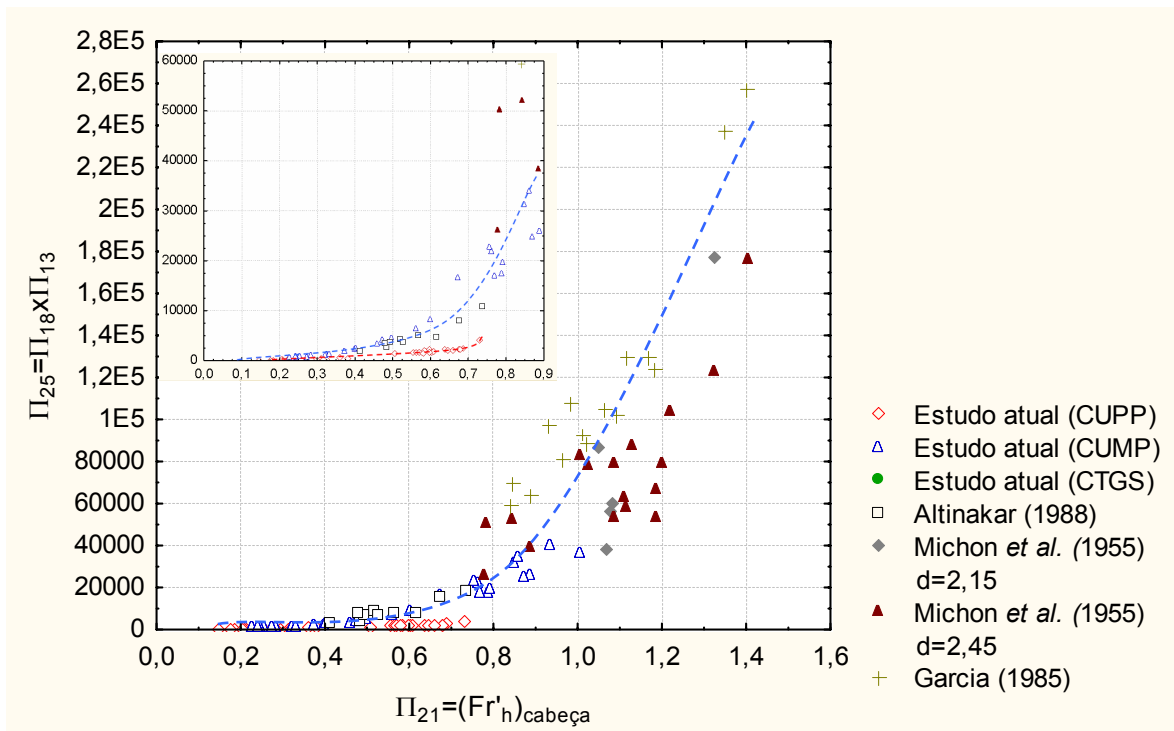 2,8E5
2,6E5
2,4E5
2,2E5
2E5
1,8E5
1,6E5
1,4E5
1,2E5
1E5
80000
60000
40000
20000
0
Π25=Π18xΠ13
60000
50000
40000
30000
20000
10000
0
0,0 0,1 0,2 0,3 0,4 0,5 0,6 0,7 0,8 0,9
0,0 0,2 0,4 0,6 0,8 1,0 1,2 1,4 1,6
Π21=(Fr'h)cabeça
Estudo atual (CUPP)
Estudo atual (CUMP)
Estudo atual (CTGS)
Altinakar (1988)
Michon et al. (1955)
d=2,15
Michon et al. (1955)
d=2,45
Garcia (1985)